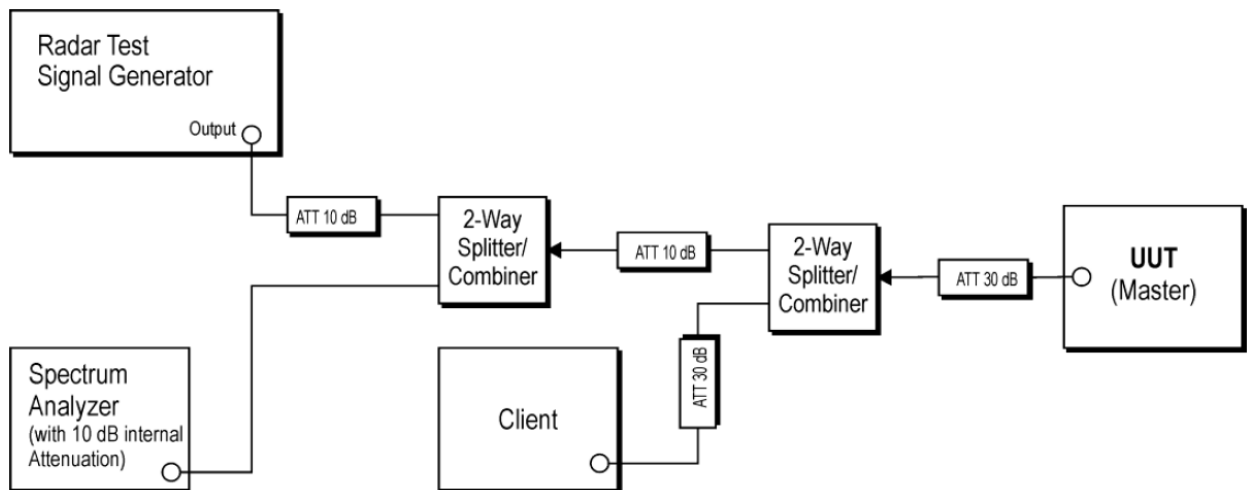 Radar Test
Signal Generator
Output
ATT 10 dB
2-Way
Splitter/
Combiner
ATT 10 dB
2-Way
Splitter/
Combiner
ATT 30 dB
UUT
(Master)
Spectrum
Analyzer
(with 10 dB internal
Attenuation)
Client
ATT 30 dB